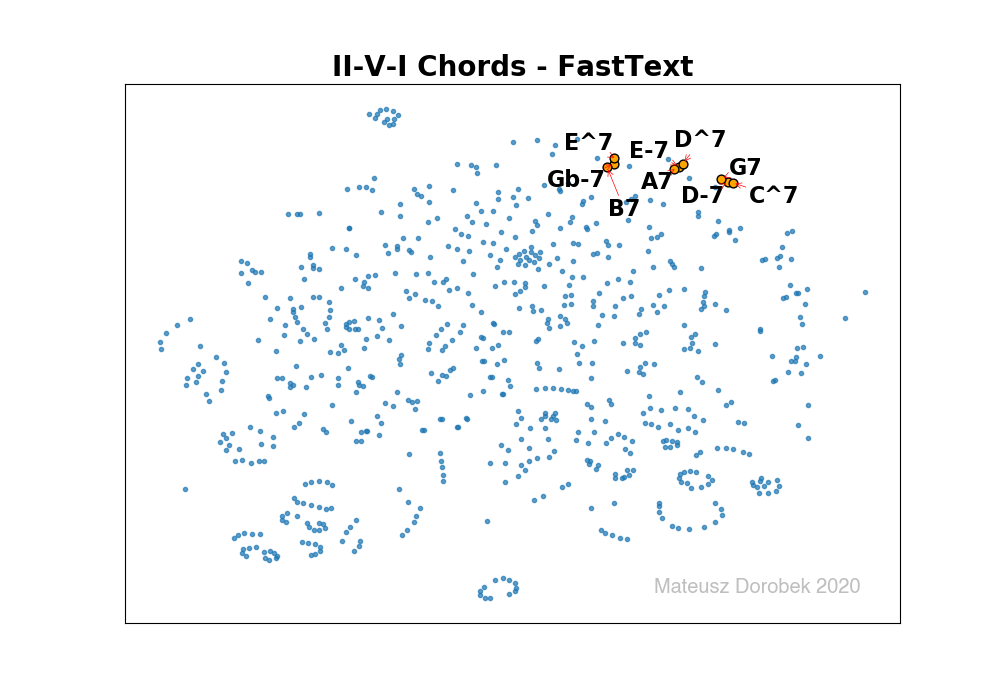 II-V-I Chords - FastText
E^7
E-7
D^7
Gb-7
A7
G7
B7
D-7
C^7
Mateusz Dorobek 2020